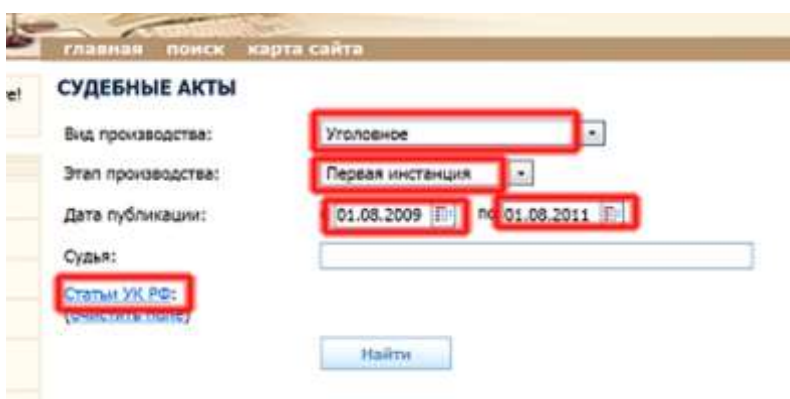 главная поиск карта сайта
е!
СУДЕБНЫЕ АКТЫ
Вид производства: Уголовное
Этап производства: Первая инстанция
Дата публикации: 01.08.2009 по 01.08.2011
Судья:
Статьи УК РФ:
(очистить поле)
Найти